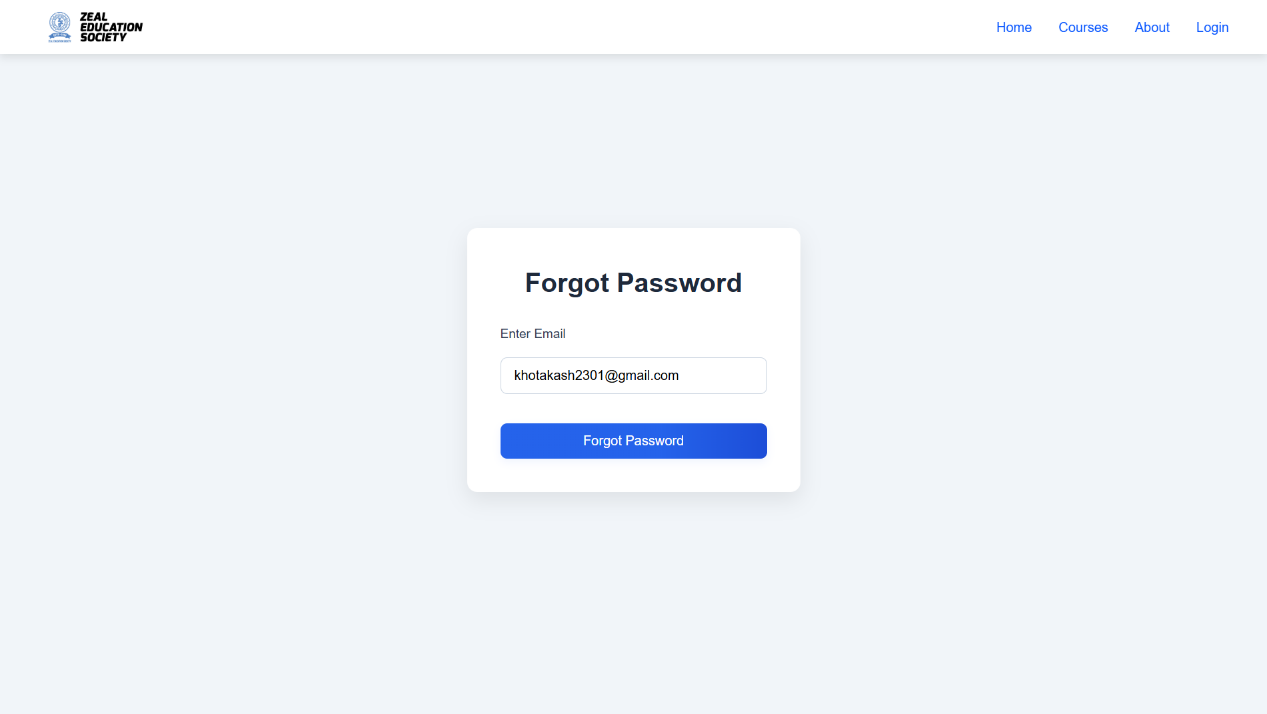 ZEAL
EDUCATION
SOCIETY
Home Courses About Login
Forgot Password
Enter Email
khotakash2301@gmail.com
Forgot Password